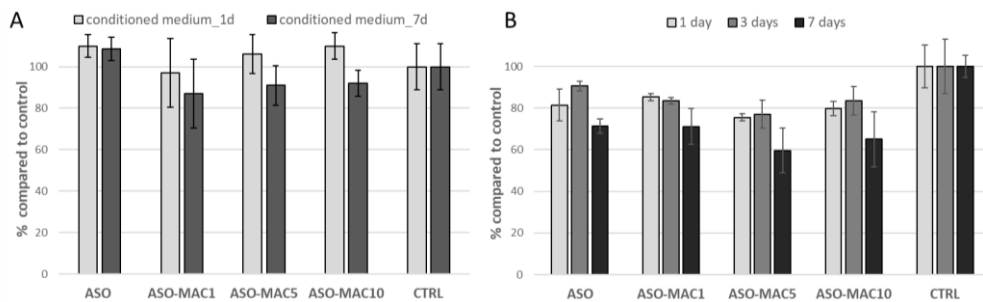 A
conditioned medium_1d conditioned medium_7d
% compared to control
100
80
60
40
20
0
ASO ASO-MAC1 ASO-MAC5 ASO-MAC10 CTRL
B
1 day 3 days 7 days
% compared to control
100
80
60
40
20
0
ASO ASO-MAC1 ASO-MAC5 ASO-MAC10 CTRL